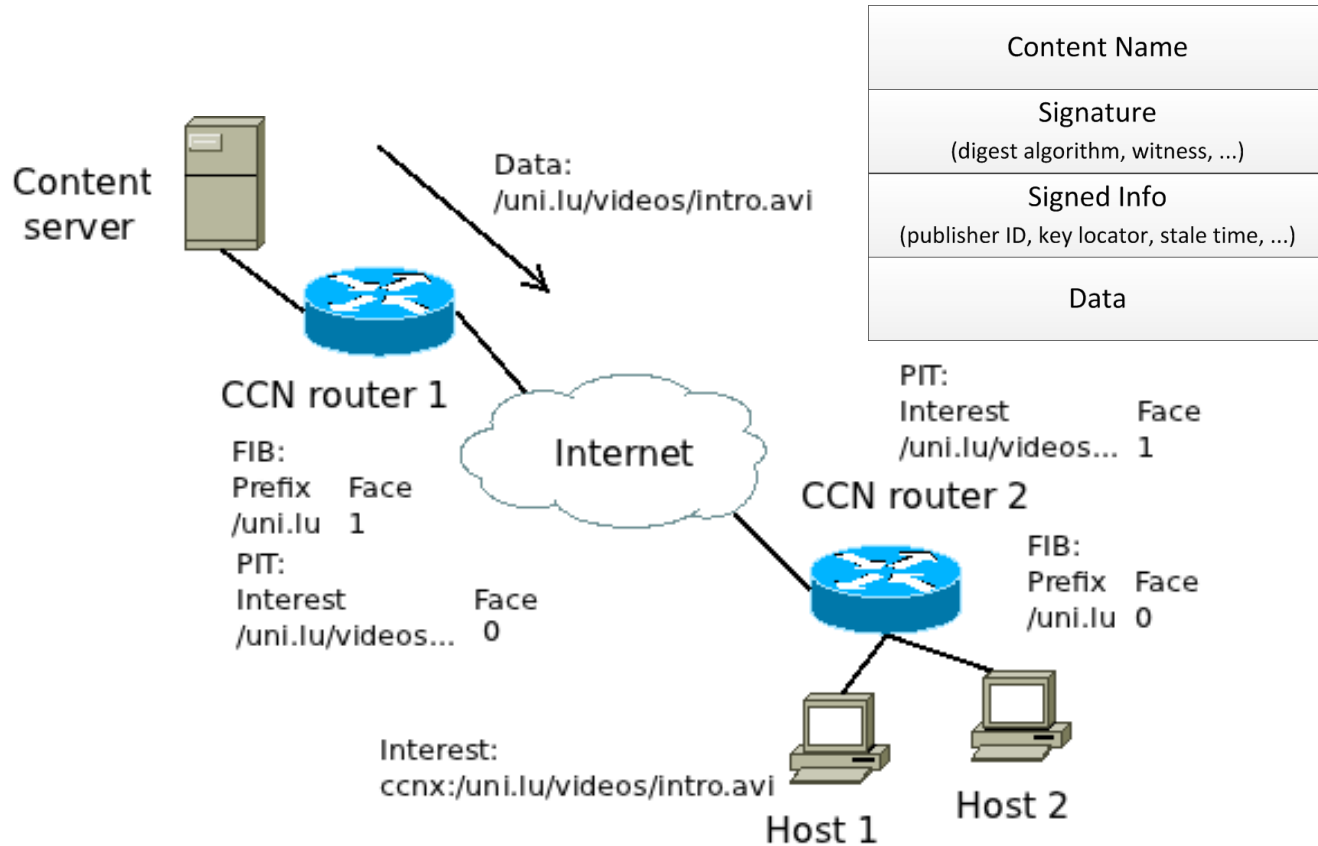 Content Name
Signature
(digest algorithm, witness, ...)
Signed Info
(publisher ID, key locator, stale time, ...)
Data
Content
server
Data:
/uni.lu/videos/intro.avi
CCN router 1
FIB:
Prefix Face
/uni.lu 1
PIT:
Interest Face
/uni.lu/videos... 0
Internet
PIT:
Interest Face
/uni.lu/videos... 1
CCN router 2
FIB:
Prefix Face
/uni.lu 0
Interest:
ccnx:/uni.lu/videos/intro.avi
Host 1
Host 2